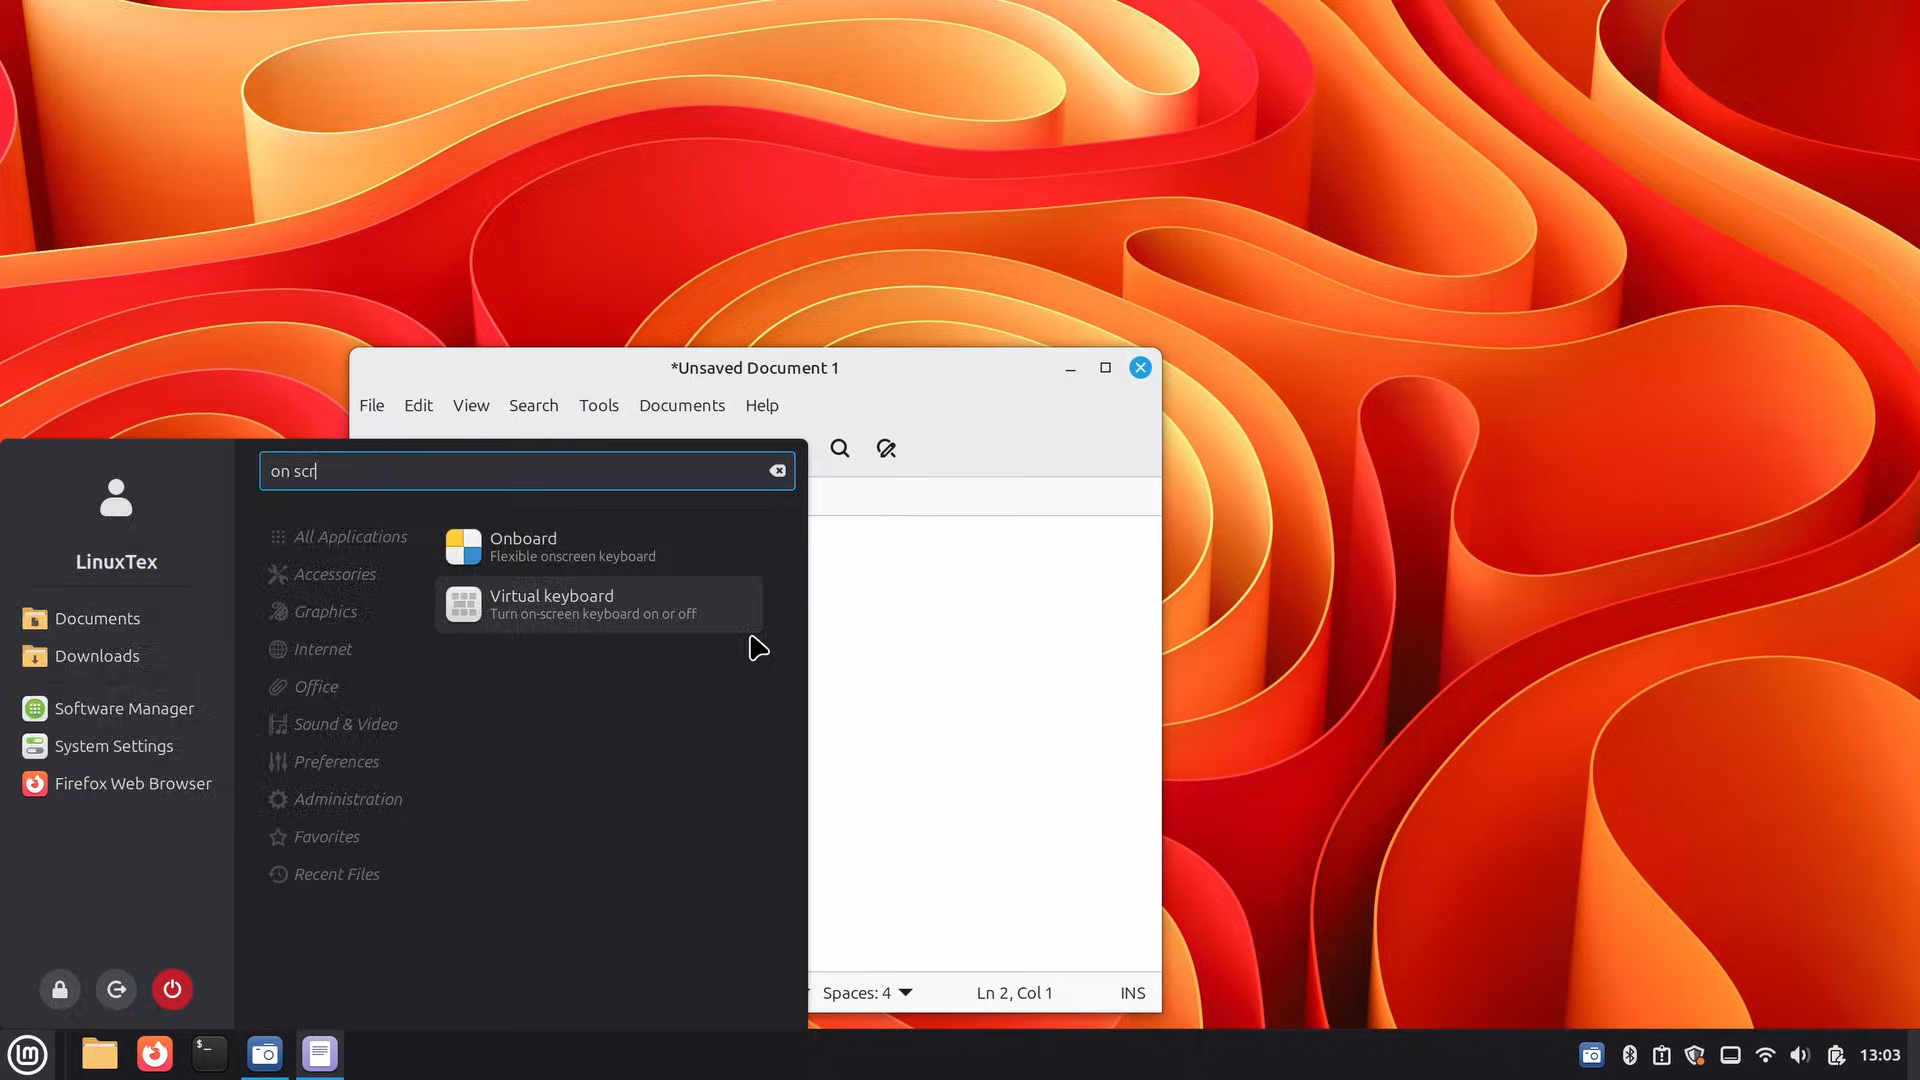 *Unsaved Document 1
File Edit View Search Tools Documents Help
on scr
LinuxTex
Documents
Downloads
Software Manager
System Settings
Firefox Web Browser
All Applications
Accessories
Graphics
Internet
Office
Sound & Video
Preferences
Administration
Favorites
Recent Files
Onboard
Flexible onscreen keyboard
Virtual keyboard
Turn on-screen keyboard on or off
Spaces: 4 Ln 2, Col 1 INS
$_
13:03